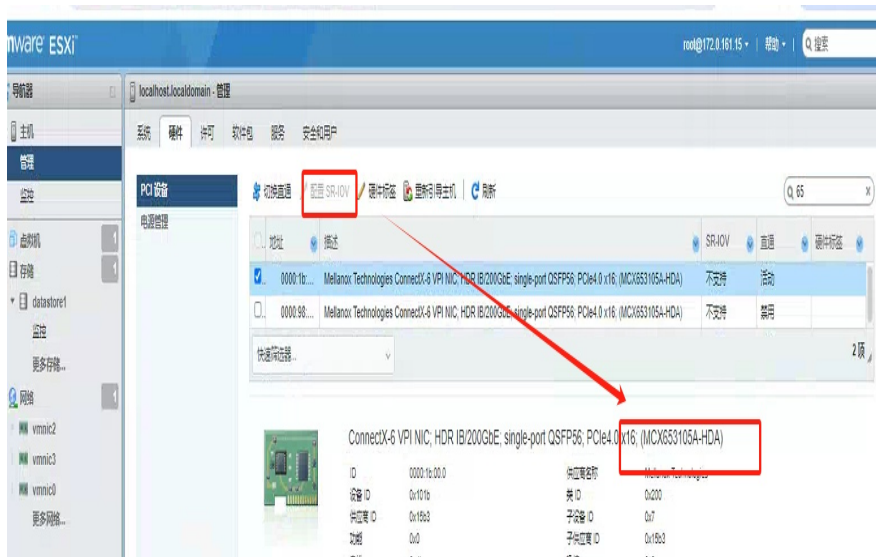 mware ESXi
root@172.0.161.15 | 帮助 | 搜索
导航器
localhost.localdomain - 管理
主机
管理
监控
系统 硬件 许可 软件包 服务 安全和用户
PCI 设备
电源管理
切换直通 配置 SR-IOV 硬件标签 重新引导主机 刷新
65 x
虚拟机 1
存储 1
datastore1
监控
更多存储...
网络 1
vmnic2
vmnic3
vmnic0
更多网络...
地址 描述 SR-IOV 直通 硬件标签
0000:1b:... Mellanox Technologies ConnectX-6 VPI NIC; HDR IB/200GbE; single-port QSFP56; PCIe4.0 x16; (MCX653105A-HDA) 不支持 活动
0000:98:... Mellanox Technologies ConnectX-6 VPI NIC; HDR IB/200GbE; single-port QSFP56; PCIe4.0 x16; (MCX653105A-HDA) 不支持 禁用
快速筛选器... 2 项
ConnectX-6 VPI NIC; HDR IB/200GbE; single-port QSFP56; PCIe4.0 x16; (MCX653105A-HDA)
ID 0000:1b:00.0 供应商名称 Mellanox Technologies
设备 ID 0x101b 类 ID 0x200
供应商 ID 0x15b3 子设备 ID 0x7
功能 0x0 子供应商 ID 0x15b3